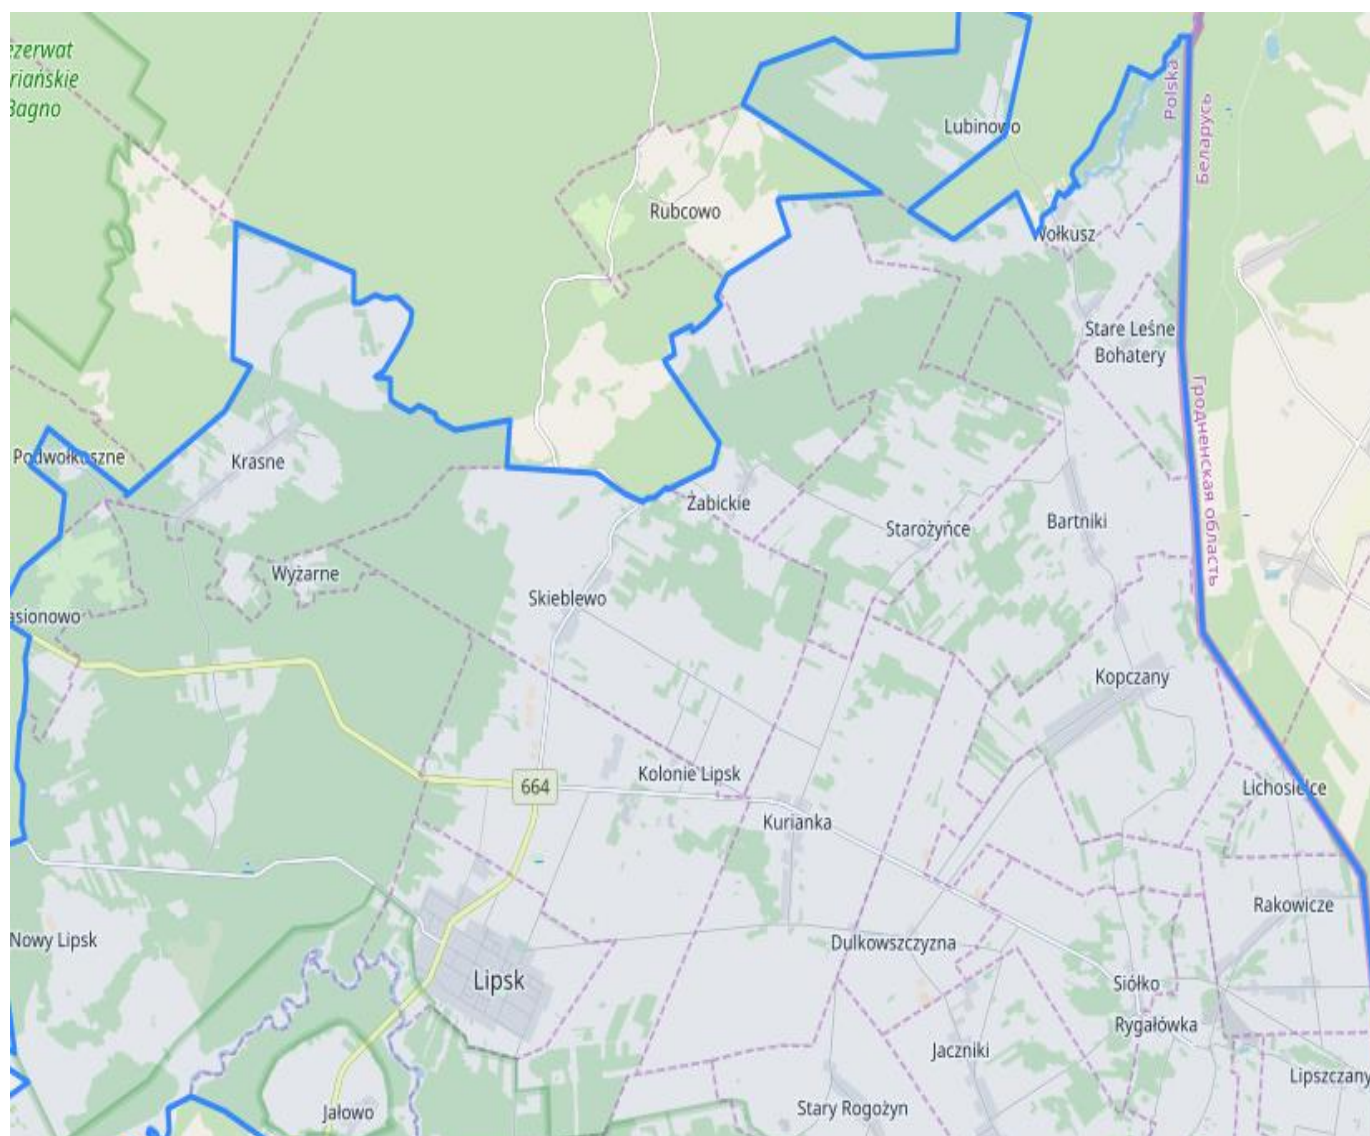 ezerwat
riańskie
Bagno
Polska
Беларусь
Lubinowo
Rubcowo
Wołkusz
Stare Leśne
Bohatery
Гродненская область
Podwołkuszne
Krasne
Żabickie
Starożyńce
Bartniki
Wyżarne
Skieblewo
asionowo
Kopczany
Kolonie Lipsk
664
Lichosielce
Kurianka
Rakowicze
Nowy Lipsk
Dulkowszczyzna
Lipsk
Siółko
Rygałówka
Jaczniki
Lipszczany
Jałowo
Stary Rogożyn